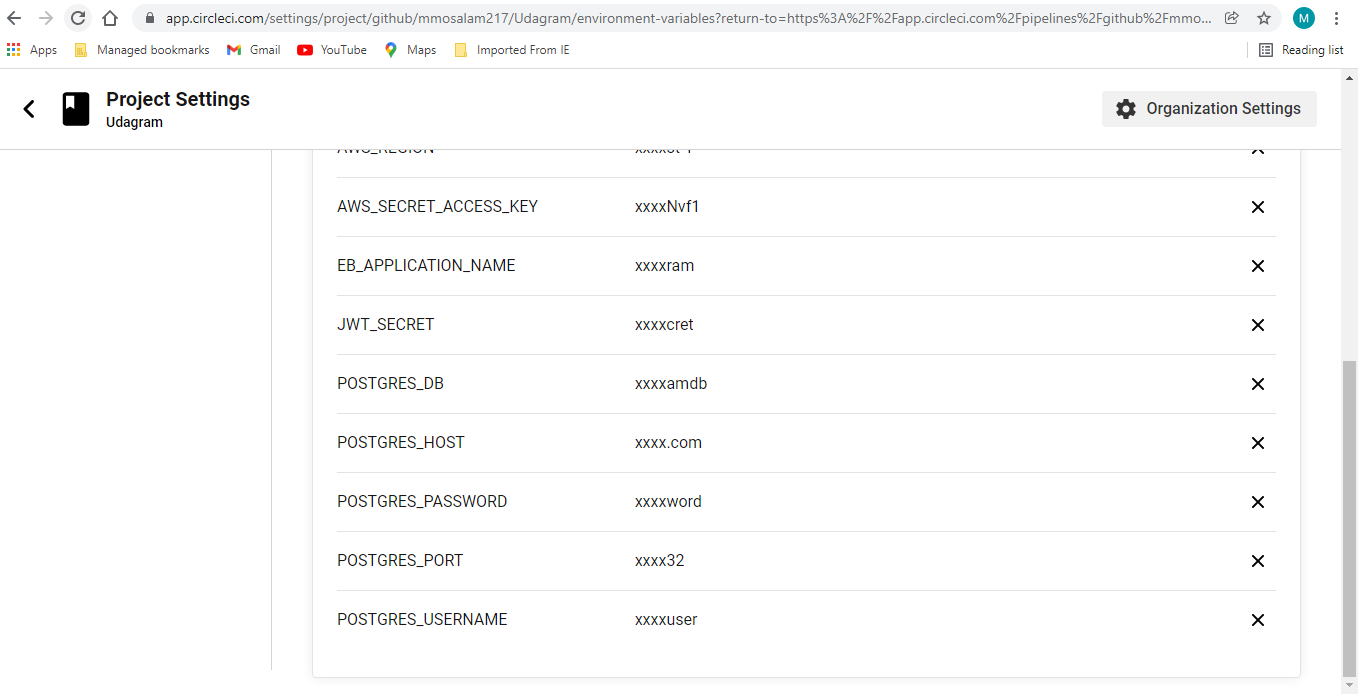 app.circleci.com/settings/project/github/mmosalam217/Udagram/environment-variables?return-to=https%3A%2F%2Fapp.circleci.com%2Fpipelines%2Fgithub%2Fmmo...
M
Apps Managed bookmarks Gmail YouTube Maps Imported From IE Reading list
Project Settings
Udagram
Organization Settings
AWS_REGION
AWS_SECRET_ACCESS_KEY xxxxNvf1
EB_APPLICATION_NAME xxxxram
JWT_SECRET xxxxcret
POSTGRES_DB xxxxamdb
POSTGRES_HOST xxxx.com
POSTGRES_PASSWORD xxxxword
POSTGRES_PORT xxxx32
POSTGRES_USERNAME xxxxuser